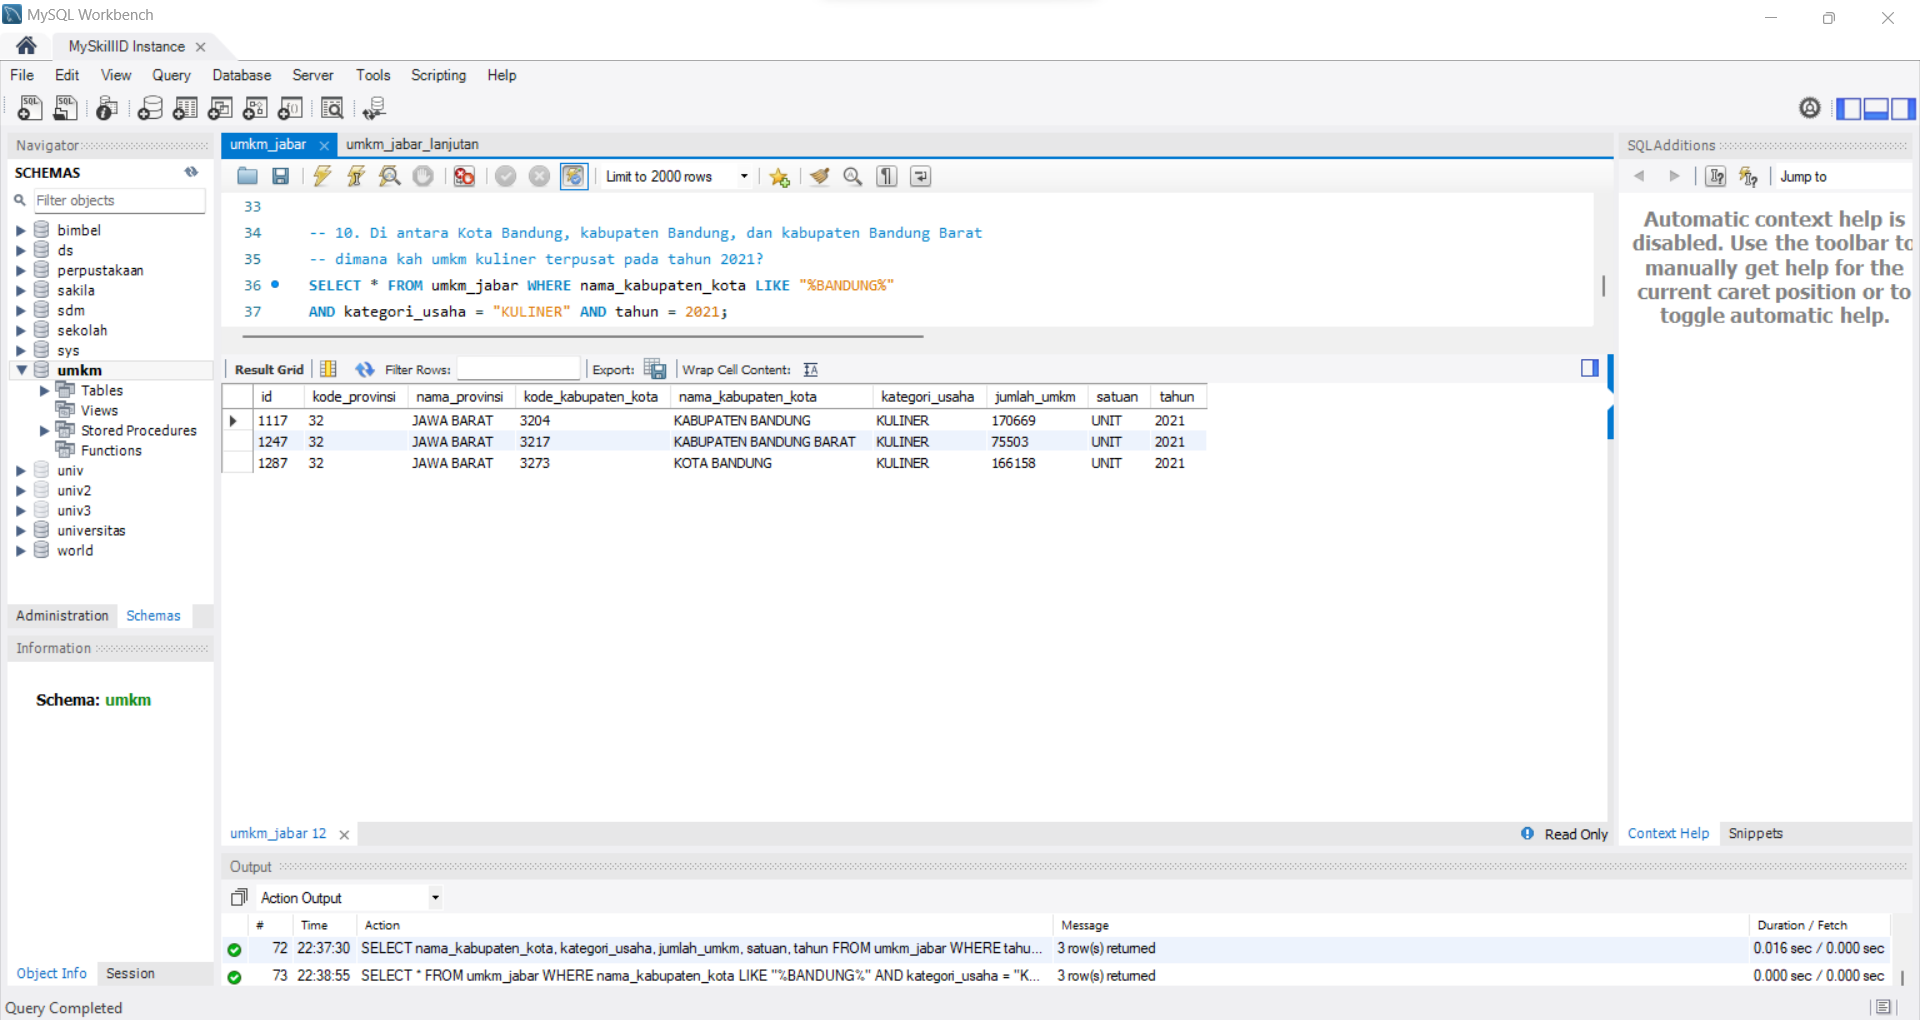 MySQL Workbench
MySkillID Instance
File Edit View Query Database Server Tools Scripting Help
Navigator
SCHEMAS
Filter objects
bimbel
ds
perpustakaan
sakila
sdm
sekolah
sys
umkm
Tables
Views
Stored Procedures
Functions
univ
univ2
univ3
universitas
world
Administration Schemas
Information
Schema: umkm
Object Info Session
umkm_jabar umkm_jabar_lanjutan
Limit to 2000 rows
33
34 -- 10. Di antara Kota Bandung, kabupaten Bandung, dan kabupaten Bandung Barat
35 -- dimana kah umkm kuliner terpusat pada tahun 2021?
36 SELECT * FROM umkm_jabar WHERE nama_kabupaten_kota LIKE "%BANDUNG%"
37 AND kategori_usaha = "KULINER" AND tahun = 2021;
Result Grid Filter Rows: Export: Wrap Cell Content:
id kode_provinsi nama_provinsi kode_kabupaten_kota nama_kabupaten_kota kategori_usaha jumlah_umkm satuan tahun
1117 32 JAWA BARAT 3204 KABUPATEN BANDUNG KULINER 170669 UNIT 2021
1247 32 JAWA BARAT 3217 KABUPATEN BANDUNG BARAT KULINER 75503 UNIT 2021
1287 32 JAWA BARAT 3273 KOTA BANDUNG KULINER 166158 UNIT 2021
umkm_jabar 12 Read Only
SQLAdditions
Jump to
Automatic context help is
disabled. Use the toolbar to
manually get help for the
current caret position or to
toggle automatic help.
Context Help Snippets
Output
Action Output
# Time Action Message Duration / Fetch
72 22:37:30 SELECT nama_kabupaten_kota, kategori_usaha, jumlah_umkm, satuan, tahun FROM umkm_jabar WHERE tahu... 3 row(s) returned 0.016 sec / 0.000 sec
73 22:38:55 SELECT * FROM umkm_jabar WHERE nama_kabupaten_kota LIKE "%BANDUNG%" AND kategori_usaha = "K... 3 row(s) returned 0.000 sec / 0.000 sec
Query Completed